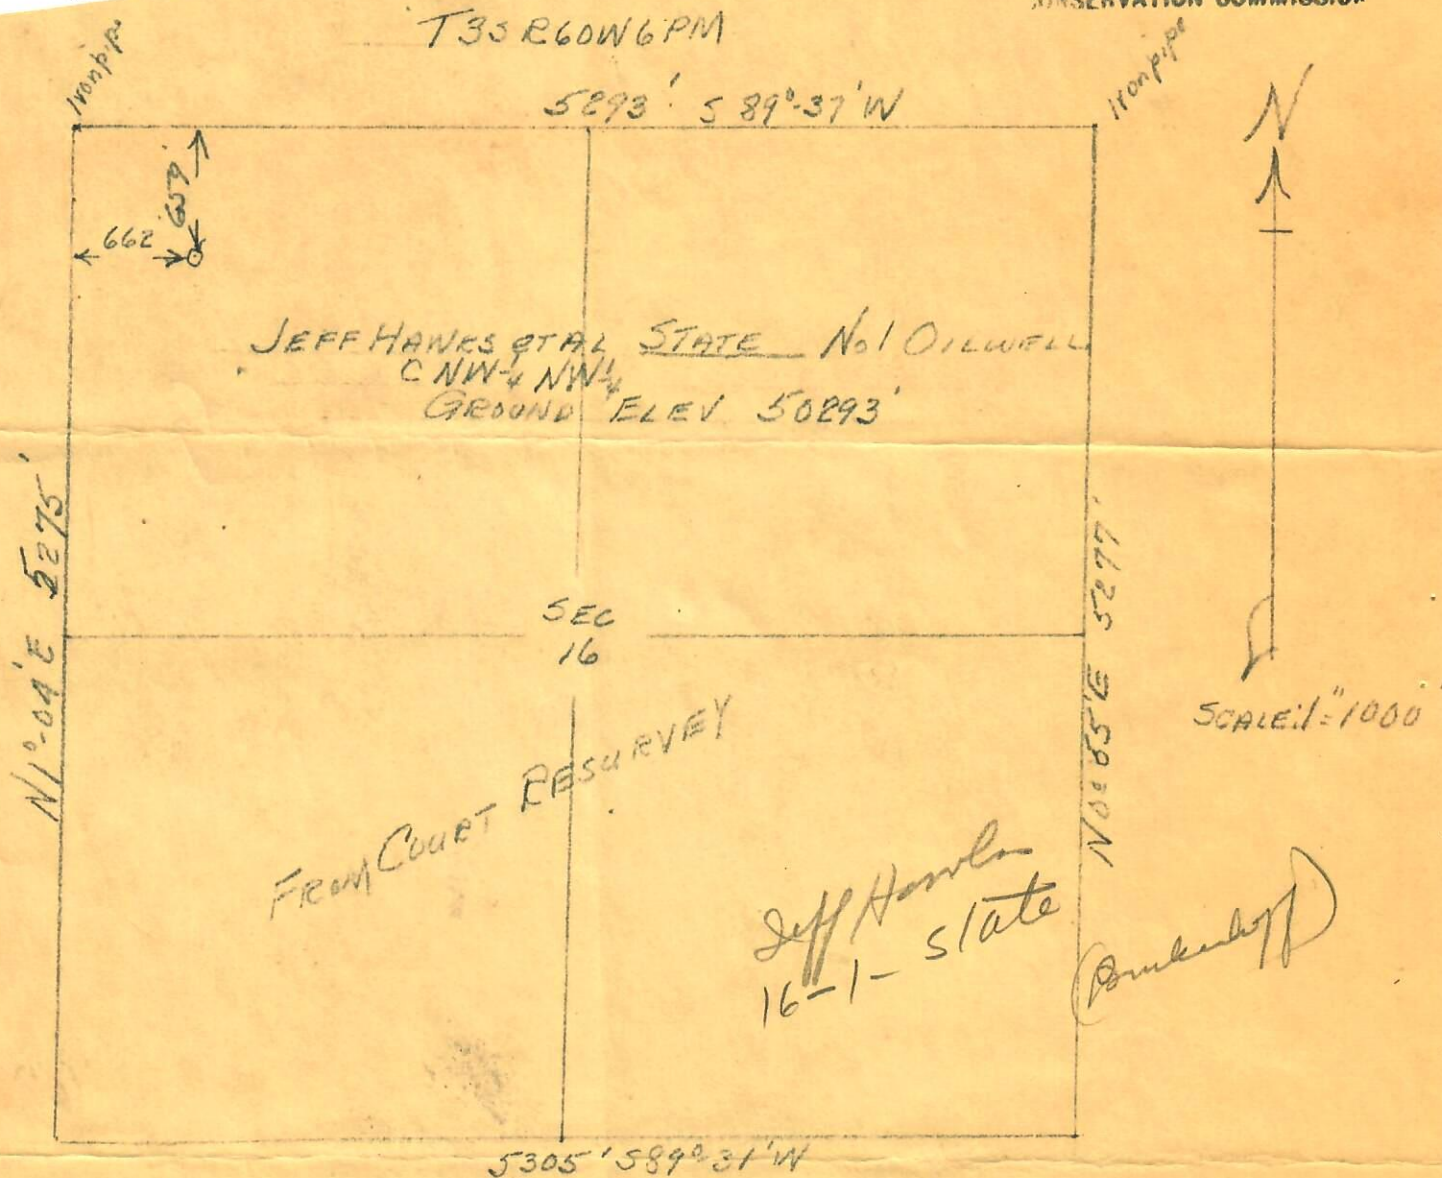 CONSERVATION COMMISSION
T3S R60W 6PM
Iron pipe
Iron pipe
5293' S 89°-37' W
N
659'
662'
JEFF HAWKS et AL STATE No 1 OILWELL
C NW¼ NW¼
GROUND ELEV 50293'
N 1°-04' E 5275'
N 0°:85' E 5277'
SEC
16
SCALE: 1"=1000'
FROM COURT RESURVEY
Jeff Hawks
16-1- State
5305' S 89°31' W